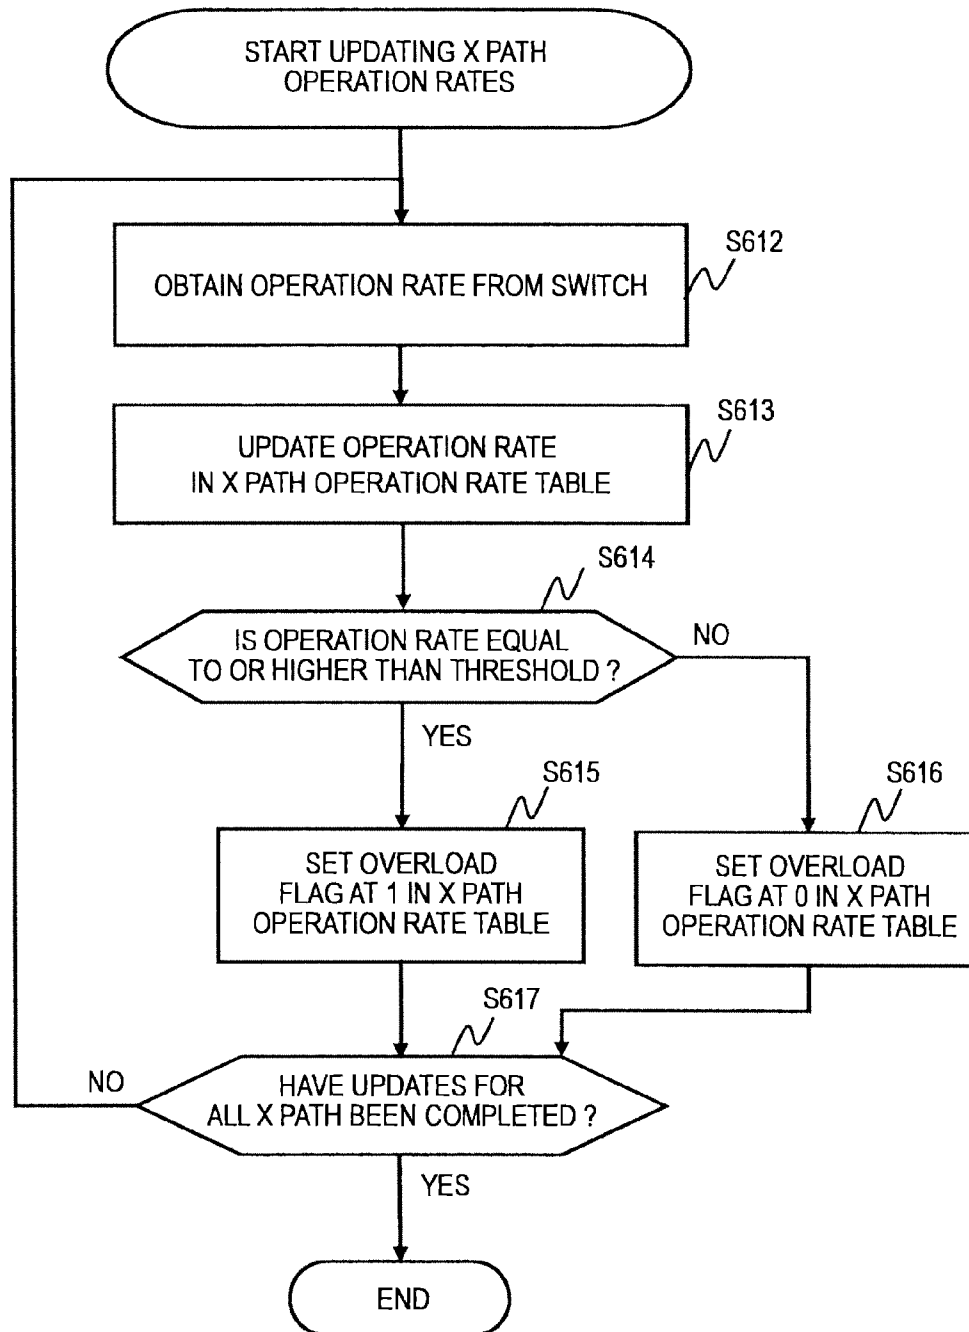 START UPDATING X PATH
OPERATION RATES
S612
OBTAIN OPERATION RATE FROM SWITCH
S613
UPDATE OPERATION RATE
IN X PATH OPERATION RATE TABLE
S614
IS OPERATION RATE EQUAL
TO OR HIGHER THAN THRESHOLD ?
NO
YES
S615
SET OVERLOAD
FLAG AT 1 IN X PATH
OPERATION RATE TABLE
S616
SET OVERLOAD
FLAG AT 0 IN X PATH
OPERATION RATE TABLE
S617
NO
HAVE UPDATES FOR
ALL X PATH BEEN COMPLETED ?
YES
END